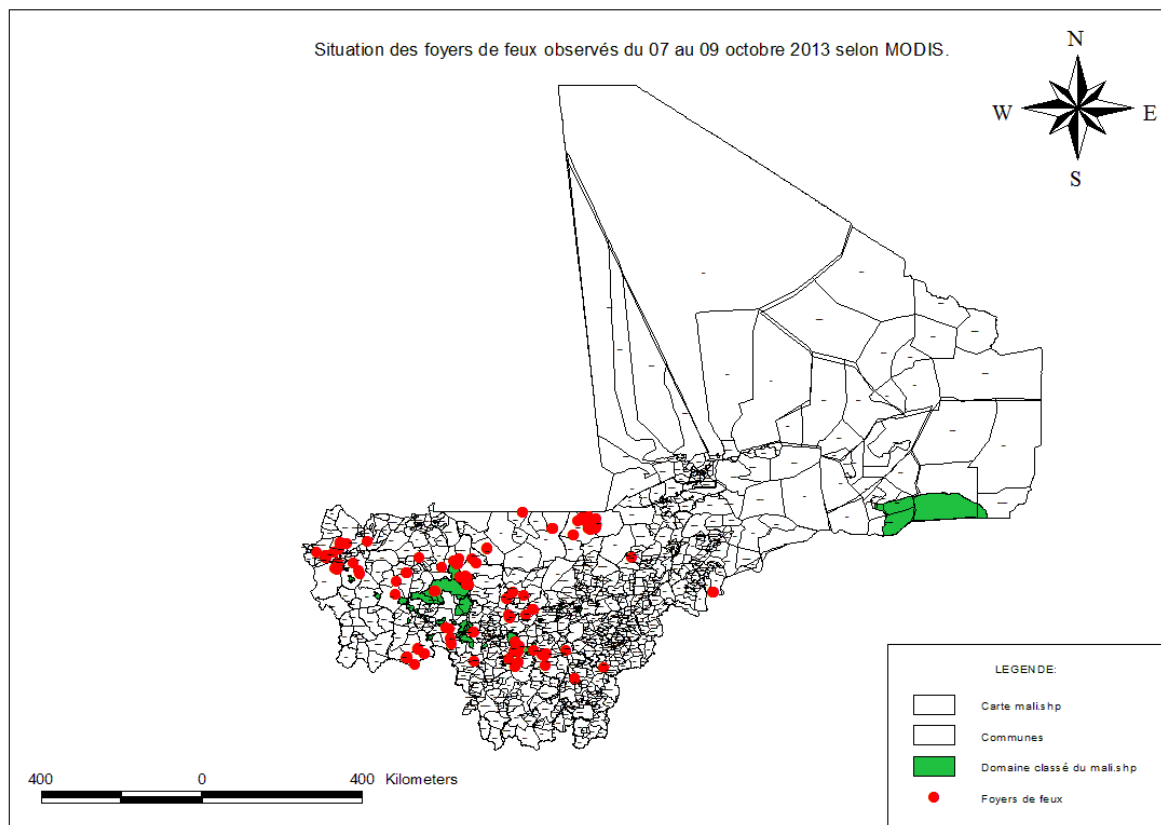 Situation des foyers de feux observés du 07 au 09 octobre 2013 selon MODIS.
N
W
E
S
LEGENDE:
Carte mali.shp
Communes
Domaine classé du mali.shp
Foyers de feux
400 0 400 Kilometers